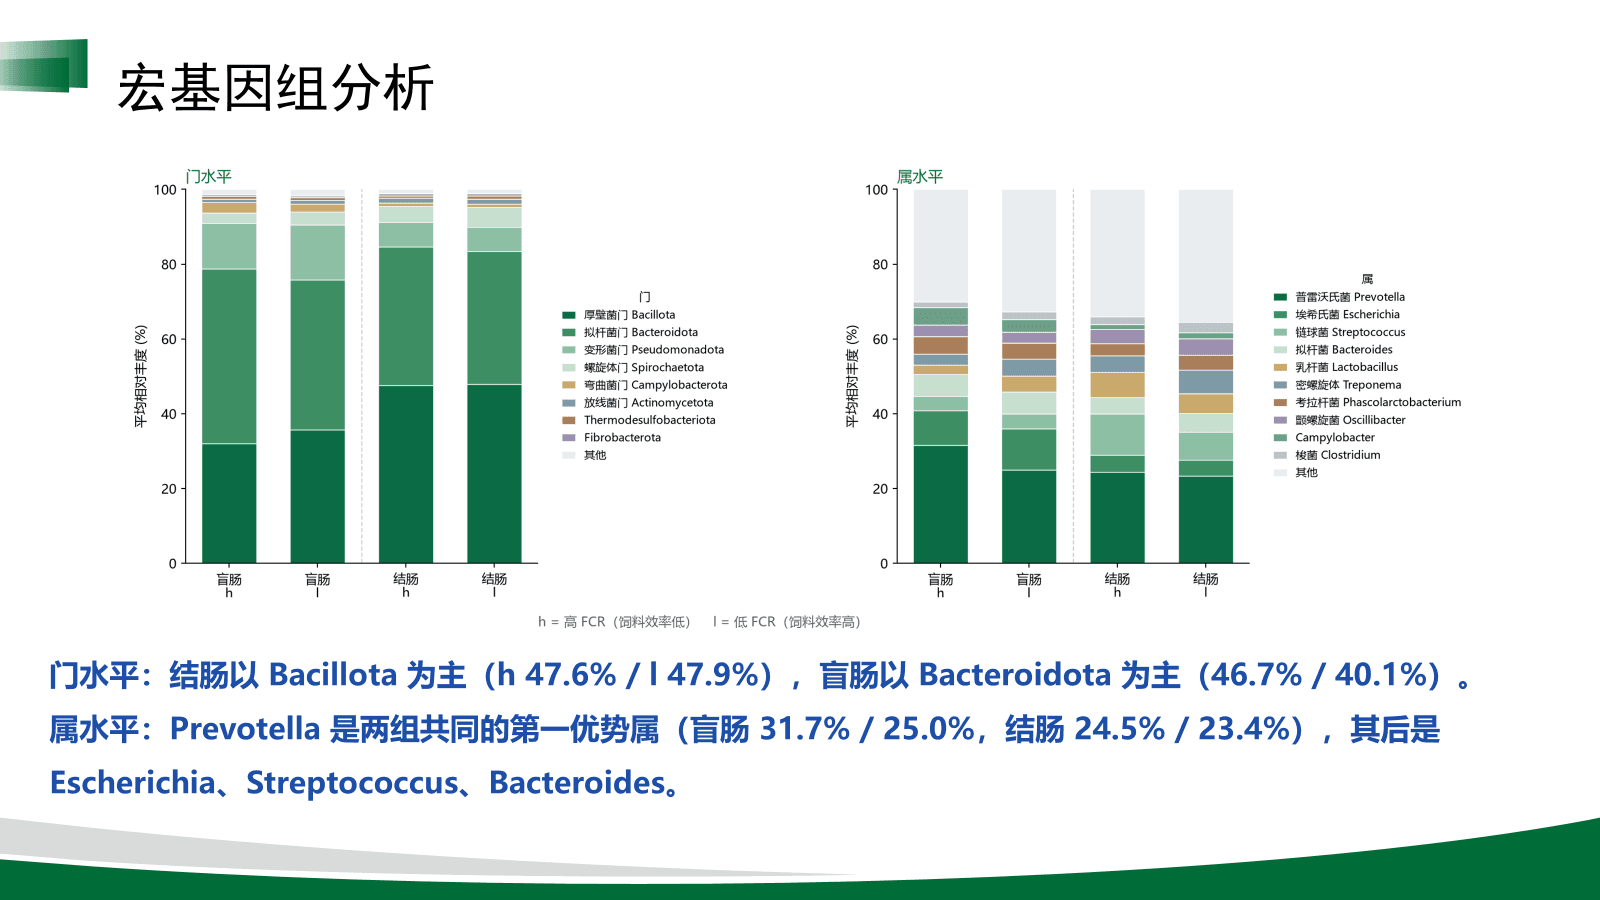 宏基因组分析
门水平
100
80
60
40
20
0
平均相对丰度 (%)
盲肠
h
盲肠
l
结肠
h
结肠
l
门
厚壁菌门 Bacillota
拟杆菌门 Bacteroidota
变形菌门 Pseudomonadota
螺旋体门 Spirochaetota
弯曲菌门 Campylobacterota
放线菌门 Actinomycetota
Thermodesulfobacteriota
Fibrobacterota
其他
属水平
100
80
60
40
20
0
平均相对丰度 (%)
盲肠
h
盲肠
l
结肠
h
结肠
l
属
普雷沃氏菌 Prevotella
埃希氏菌 Escherichia
链球菌 Streptococcus
拟杆菌 Bacteroides
乳杆菌 Lactobacillus
密螺旋体 Treponema
考拉杆菌 Phascolarctobacterium
颤螺旋菌 Oscillibacter
Campylobacter
梭菌 Clostridium
其他
h = 高 FCR（饲料效率低） l = 低 FCR（饲料效率高）
门水平：结肠以 Bacillota 为主（h 47.6% / l 47.9%），盲肠以 Bacteroidota 为主（46.7% / 40.1%）。
属水平：Prevotella 是两组共同的第一优势属（盲肠 31.7% / 25.0%，结肠 24.5% / 23.4%），其后是
Escherichia、Streptococcus、Bacteroides。